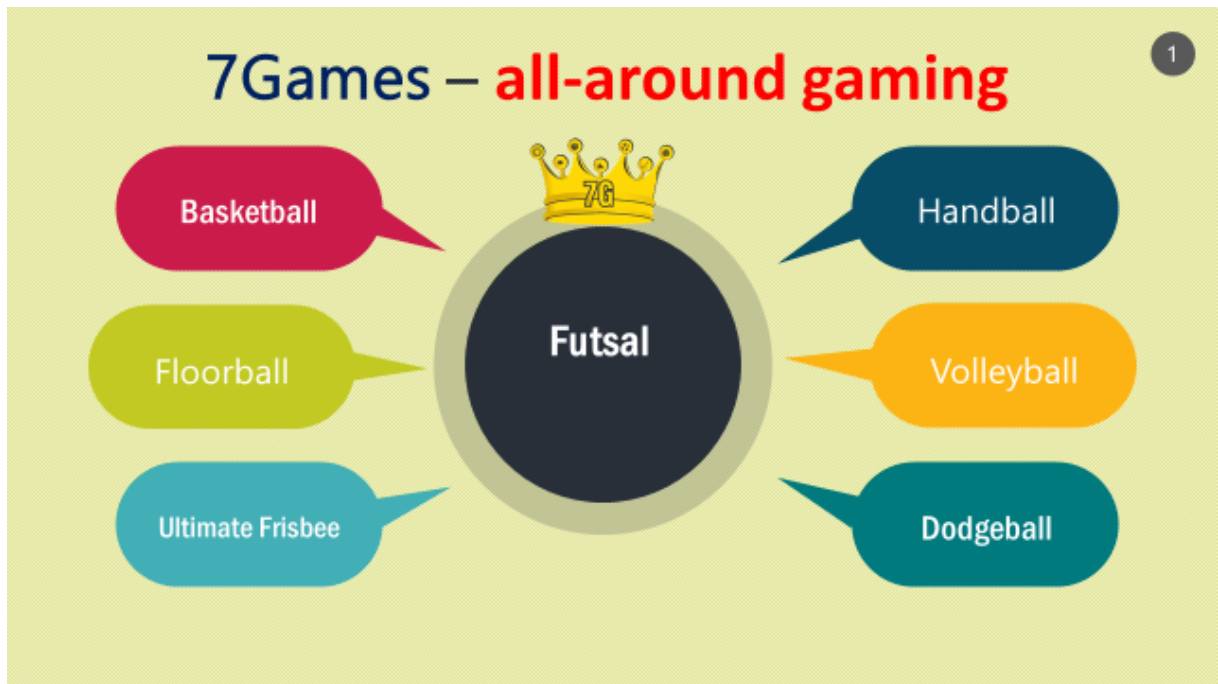 1
7Games – all-around gaming
7G
Basketball
Handball
Futsal
Floorball
Volleyball
Ultimate Frisbee
Dodgeball